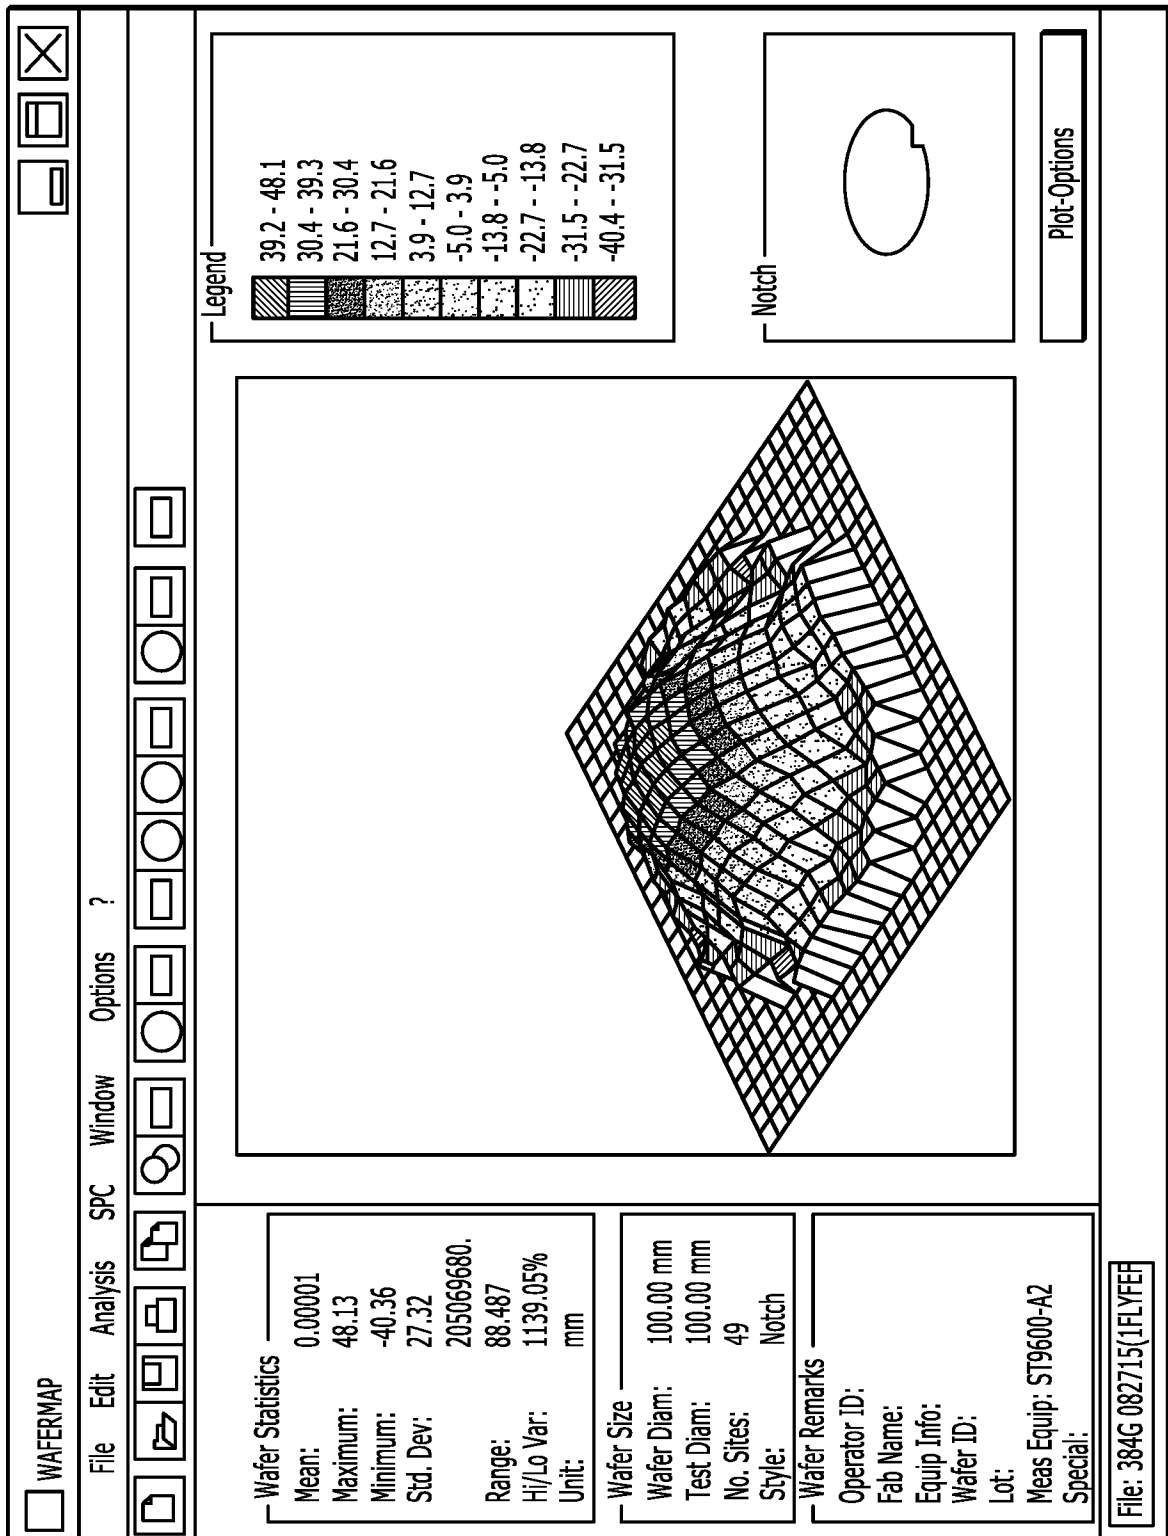 WAFERMAP
File Edit Analysis SPC Window Options ?
Wafer Statistics
Mean: 0.00001
Maximum: 48.13
Minimum: -40.36
Std. Dev: 27.32
205069680.
Range: 88.487
Hi/Lo Var: 1139.05%
Unit: mm
Wafer Size
Wafer Diam: 100.00 mm
Test Diam: 100.00 mm
No. Sites: 49
Style: Notch
Wafer Remarks
Operator ID:
Fab Name:
Equip Info:
Wafer ID:
Lot:
Meas Equip: ST9600-A2
Special:
Legend
39.2 - 48.1
30.4 - 39.3
21.6 - 30.4
12.7 - 21.6
3.9 - 12.7
-5.0 - 3.9
-13.8 - -5.0
-22.7 - -13.8
-31.5 - -22.7
-40.4 - -31.5
Notch
Plot-Options
File: 384G 082715(1FLYFER